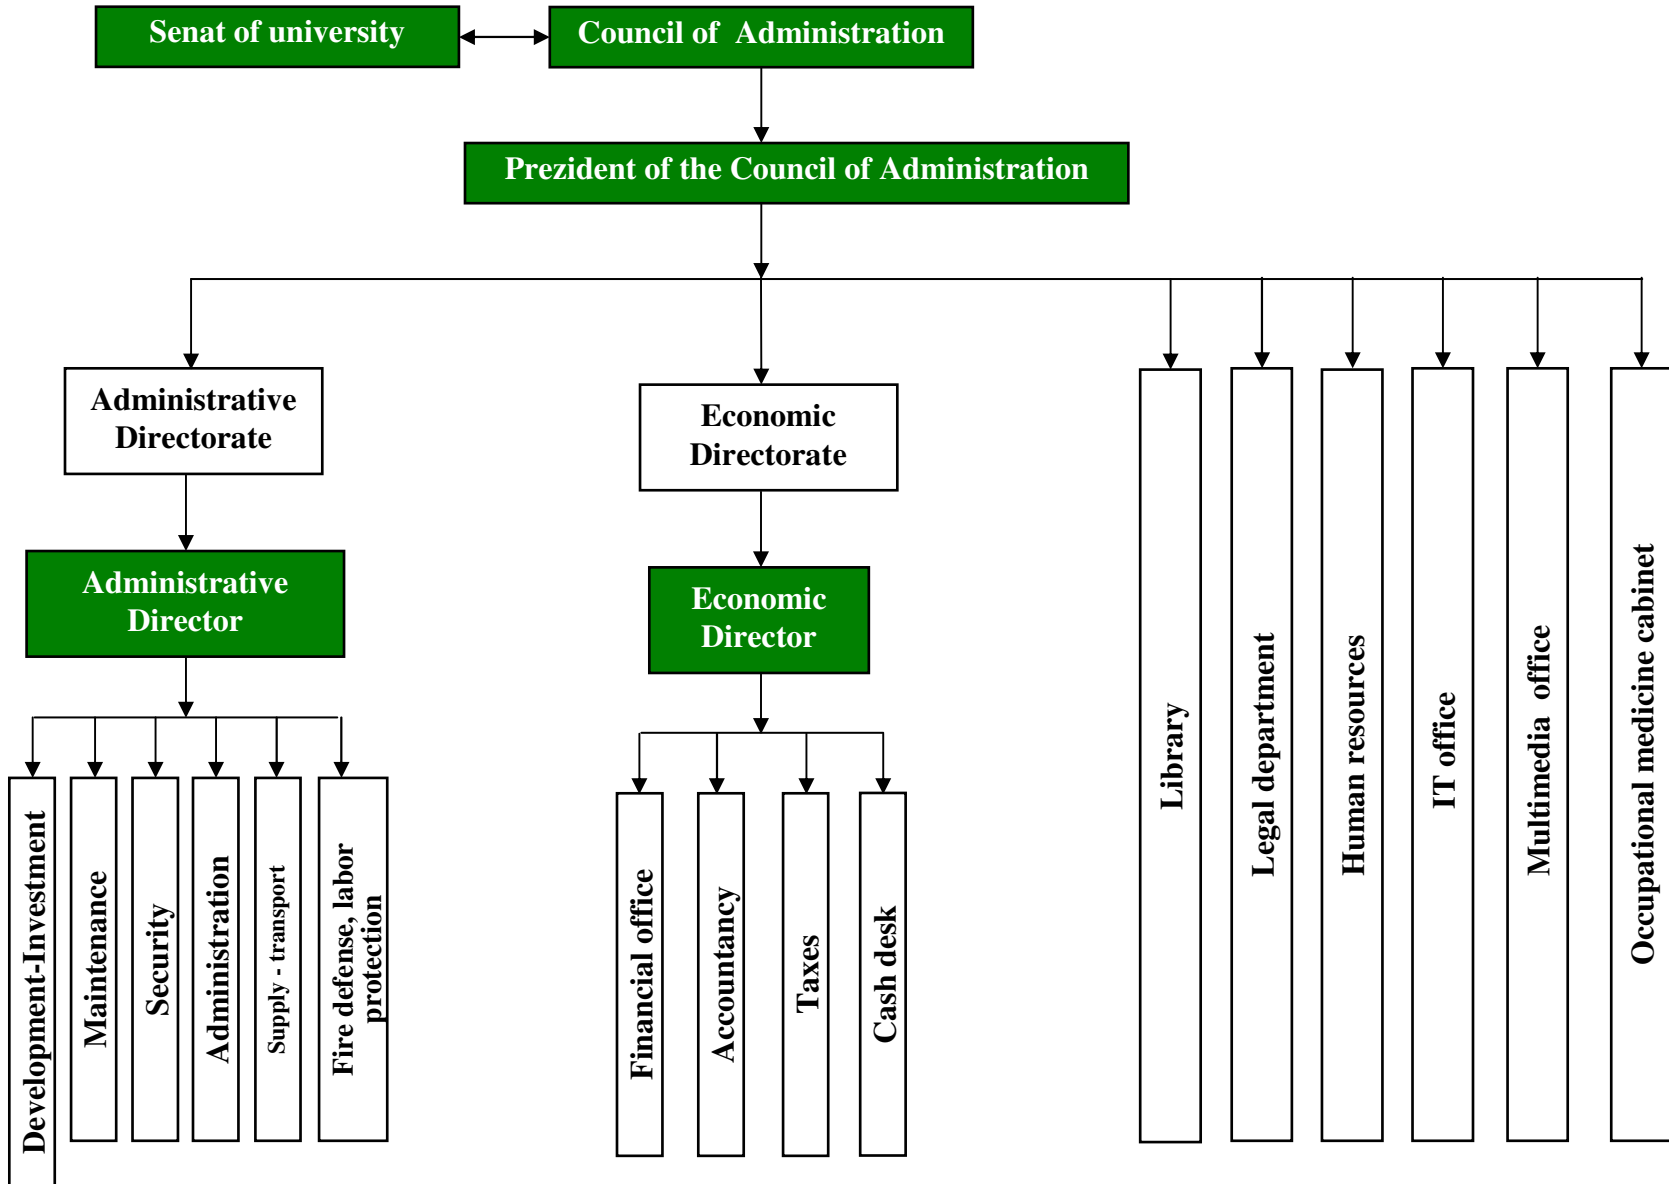 Senat of university
Council of  Administration
Prezident of the Council of Administration
Administrative
Directorate
Economic
Directorate
Administrative
Director
Economic
Director
Development-Investment
Maintenance
Security
Administration
Supply - transport
Fire defense, labor
protection
Financial office
Accountancy
Taxes
Cash desk
Library
Legal department
Human resources
IT office
Multimedia  office
Occupational medicine cabinet